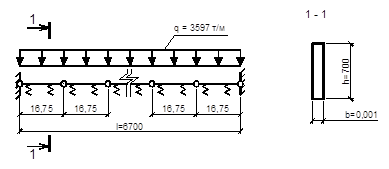 1
q = 3597 т/м
1 - 1
16,75
16,75
16,75
16,75
l=6700
1
h=700
b=0,001